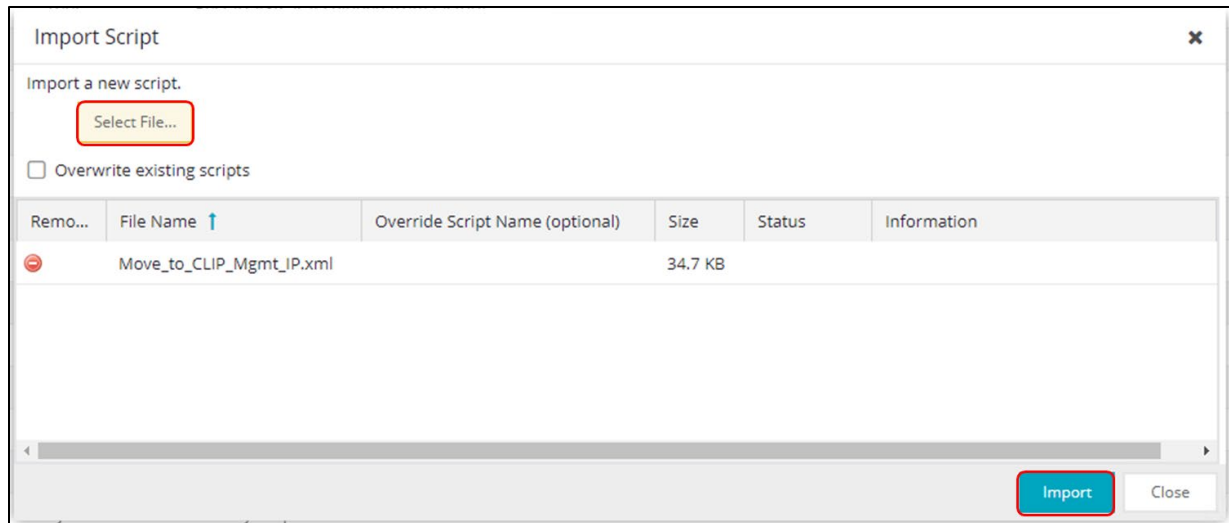 Import Script
Import a new script.
Select File...
Overwrite existing scripts
Remo... File Name Override Script Name (optional) Size Status Information
Move_to_CLIP_Mgmt_IP.xml 34.7 KB
Import Close